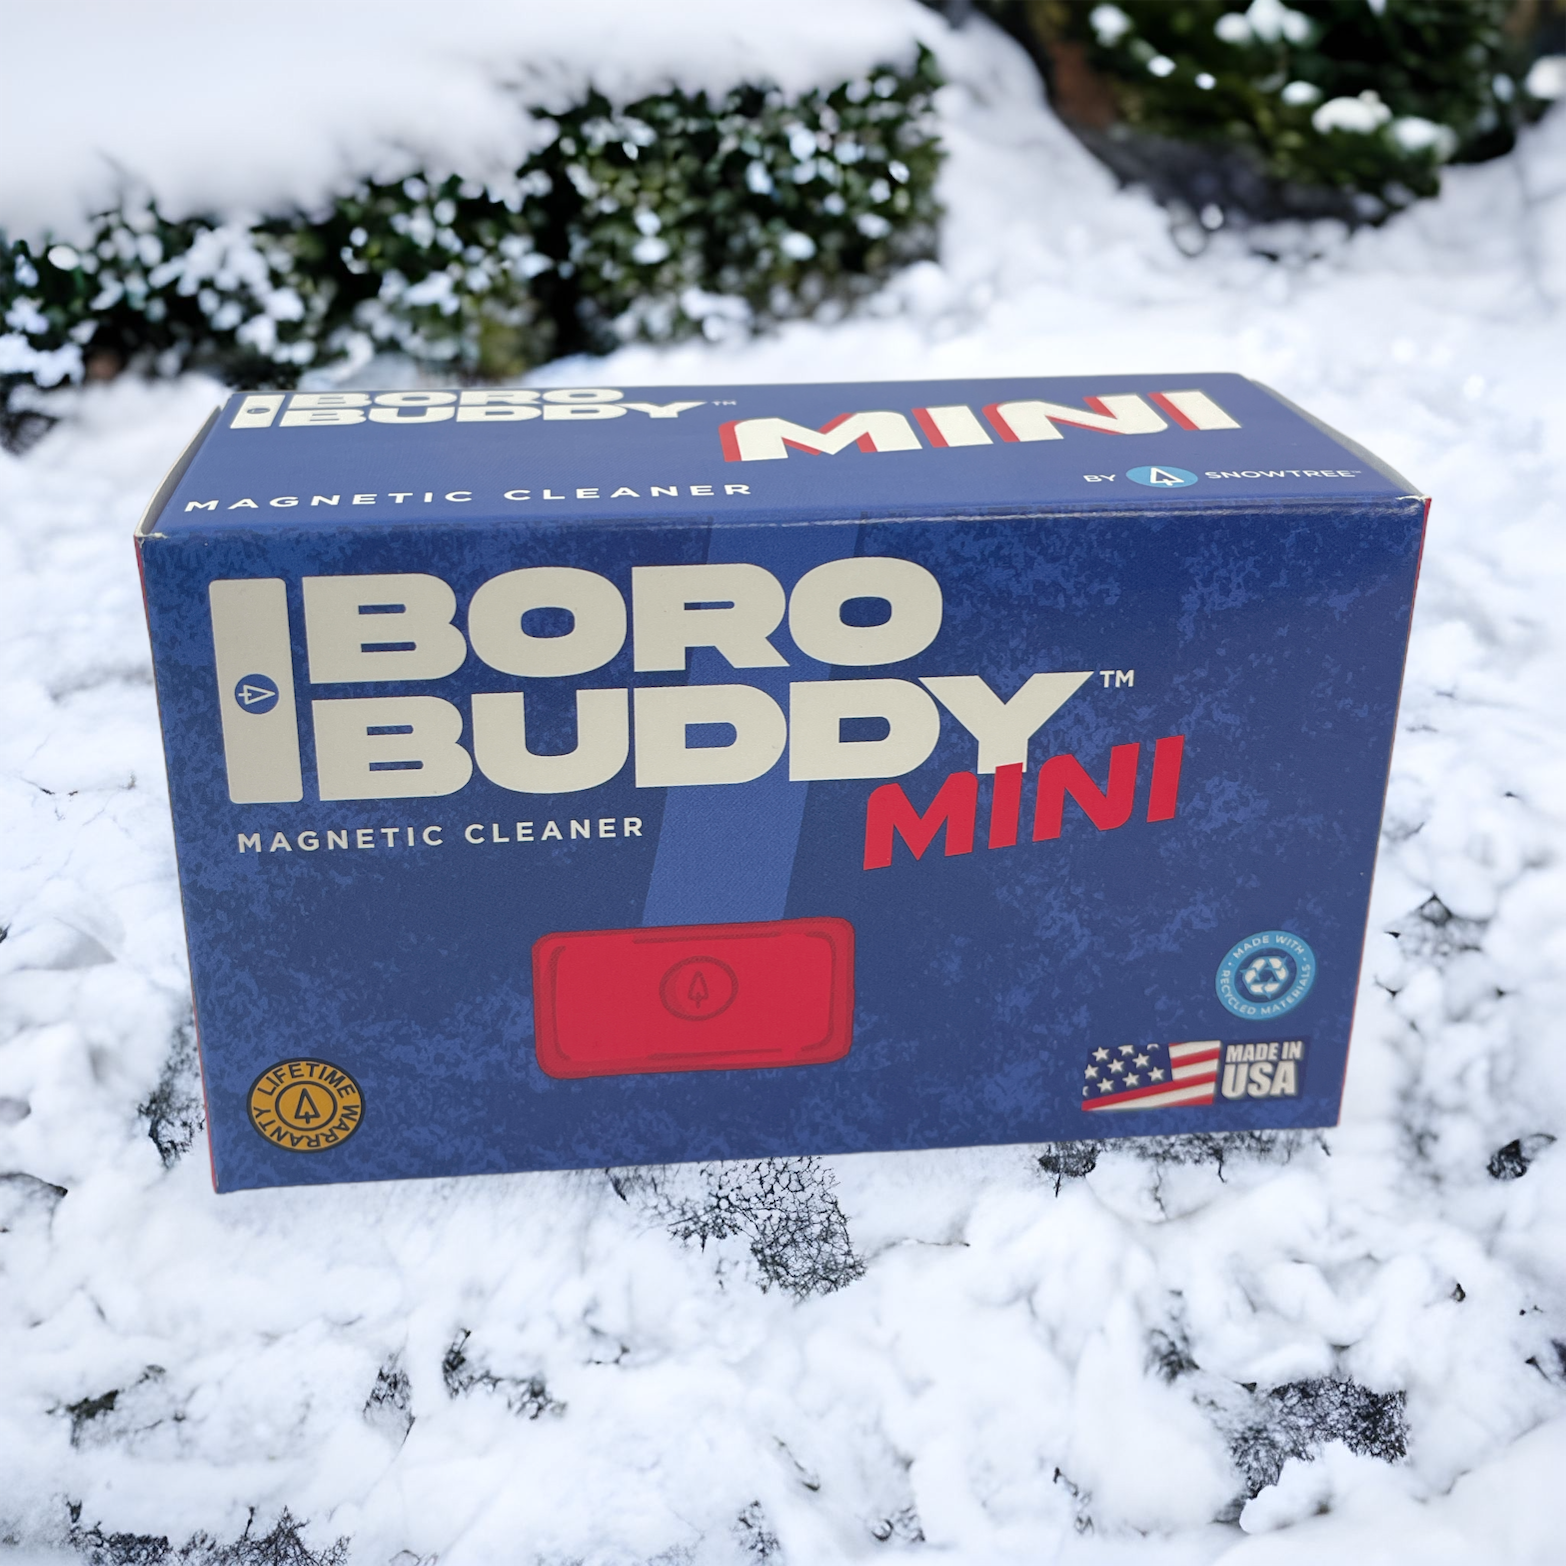 BORO
BUDDY™
MINI
MAGNETIC CLEANER
BY SNOWTREE™
BORO
BUDDY™
MINI
MAGNETIC CLEANER
MADE WITH • RECYCLED MATERIALS •
LIFETIME WARRANTY
MADE IN
USA